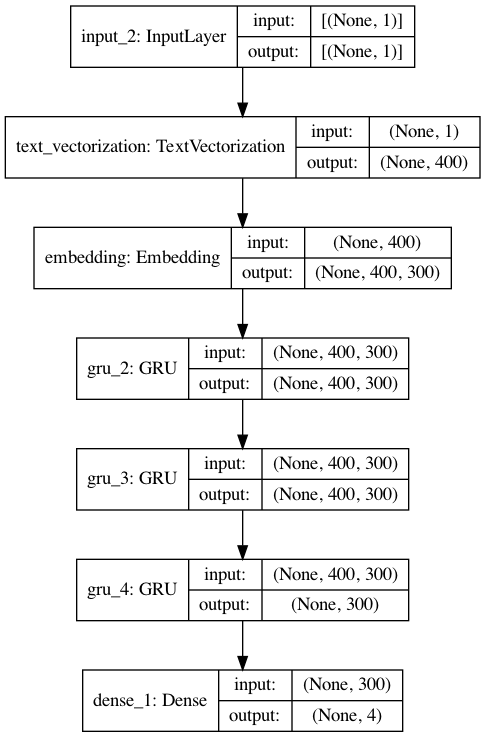 input_2: InputLayer
input: [(None, 1)]
output: [(None, 1)]
text_vectorization: TextVectorization
input: (None, 1)
output: (None, 400)
embedding: Embedding
input: (None, 400)
output: (None, 400, 300)
gru_2: GRU
input: (None, 400, 300)
output: (None, 400, 300)
gru_3: GRU
input: (None, 400, 300)
output: (None, 400, 300)
gru_4: GRU
input: (None, 400, 300)
output: (None, 300)
dense_1: Dense
input: (None, 300)
output: (None, 4)